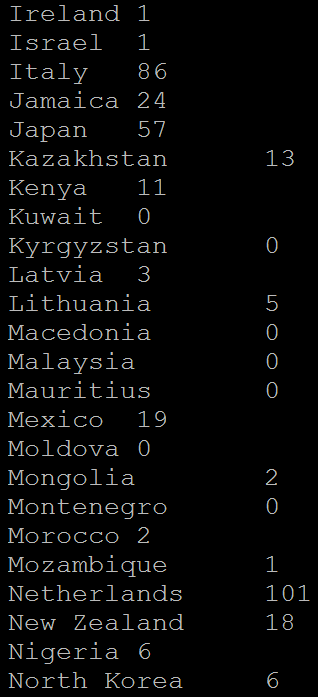 Ireland 1
Israel 1
Italy 86
Jamaica 24
Japan 57
Kazakhstan 13
Kenya 11
Kuwait 0
Kyrgyzstan 0
Latvia 3
Lithuania 5
Macedonia 0
Malaysia 0
Mauritius 0
Mexico 19
Moldova 0
Mongolia 2
Montenegro 0
Morocco 2
Mozambique 1
Netherlands 101
New Zealand 18
Nigeria 6
North Korea 6